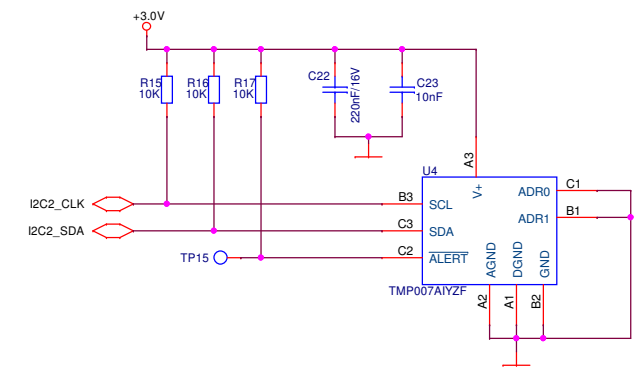 +3.0V
R15
10K
R16
10K
R17
10K
C22
220nF/16V
C23
10nF
A3
U4
V+
I2C2_CLK
B3
SCL
ADR0
C1
I2C2_SDA
C3
SDA
ADR1
B1
TP15
C2
ALERT
AGND
DGND
GND
TMP007AIYZF
A2
A1
B2